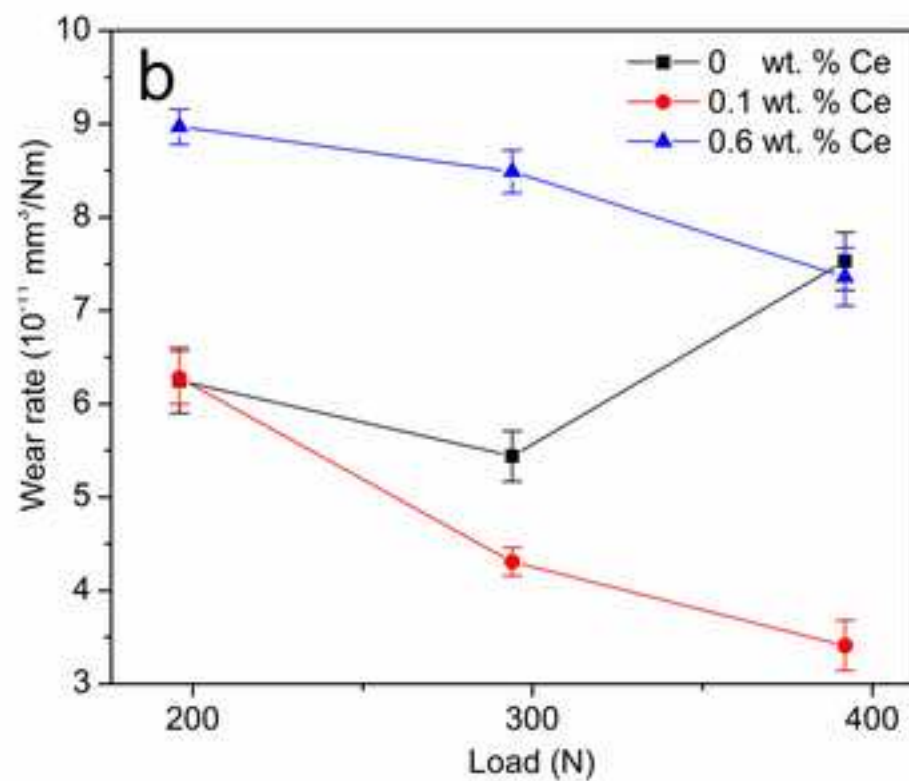 b
0 wt. % Ce
0.1 wt. % Ce
0.6 wt. % Ce
10
9
8
7
6
5
4
3
Wear rate (10⁻¹¹ mm³/Nm)
200
300
400
Load (N)